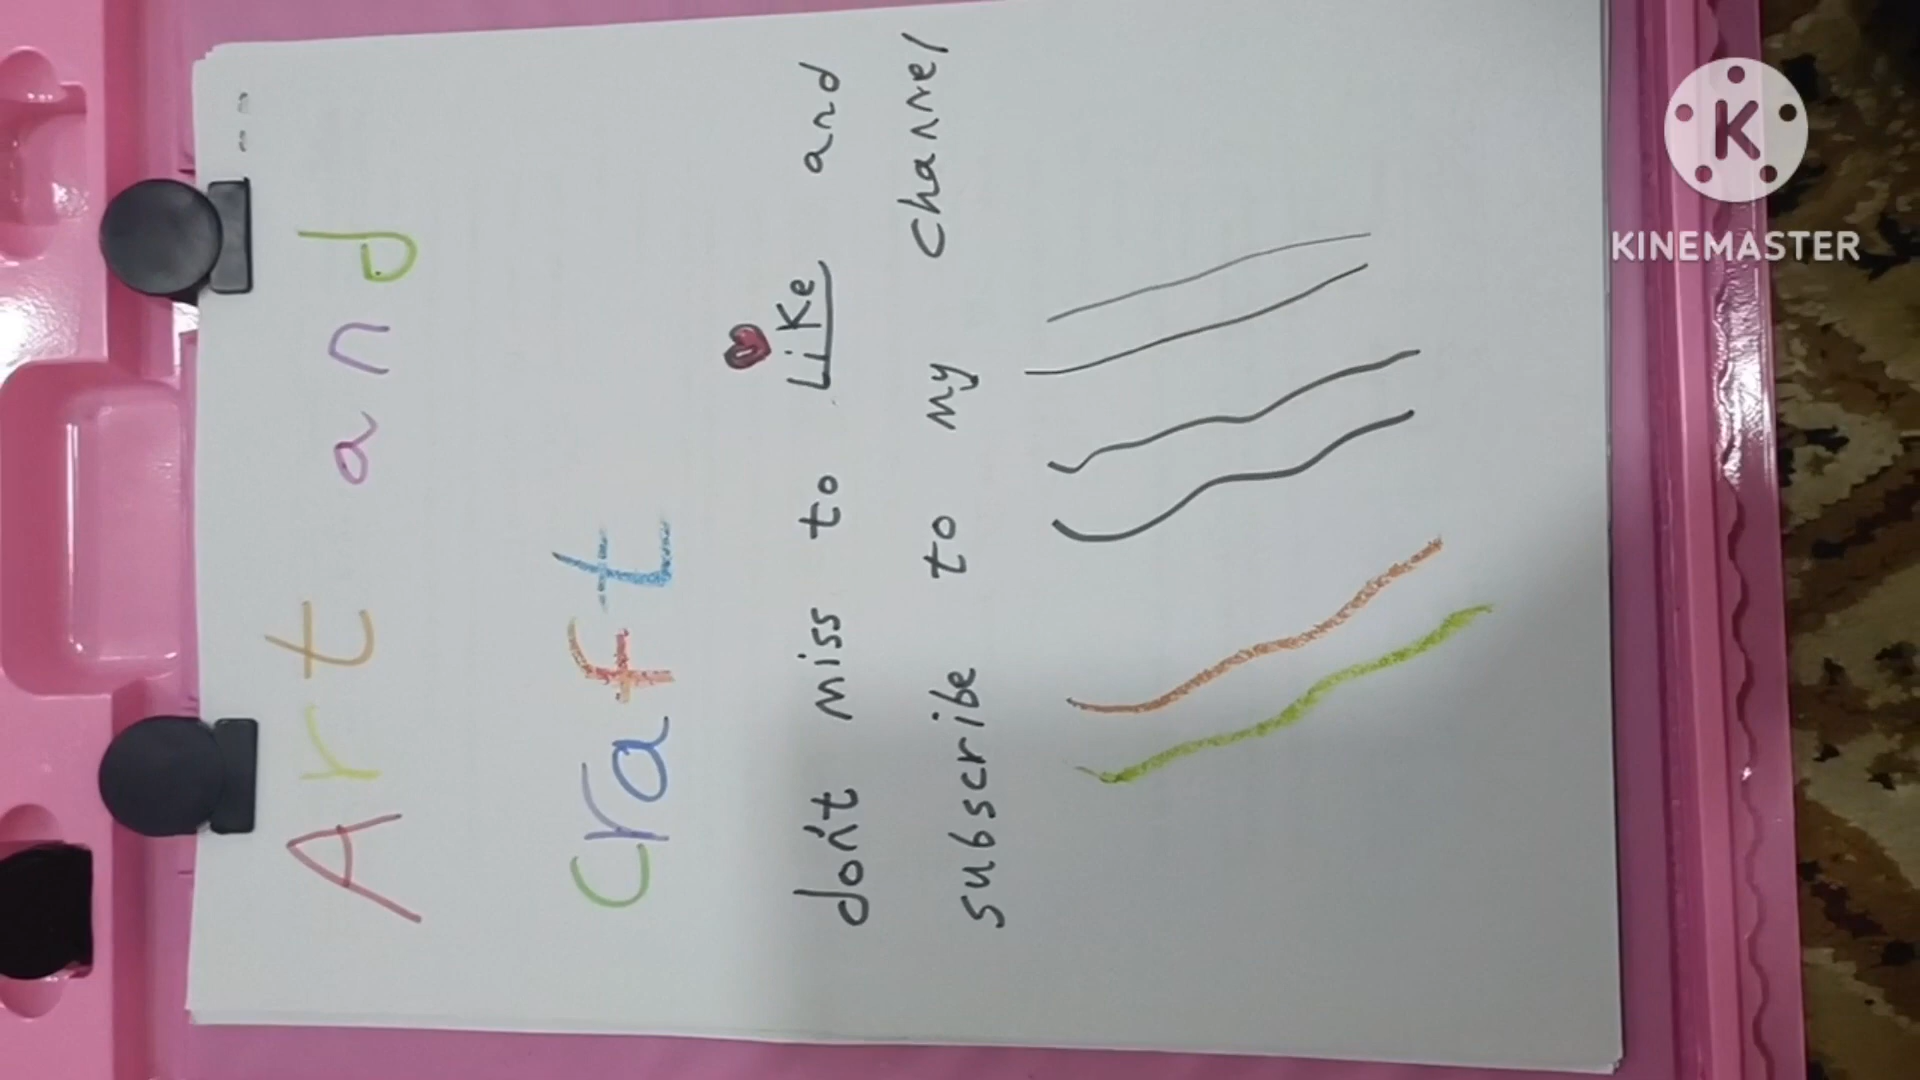 Art and
Craft
don't miss to Like and
subscribe to my channel
K
KINEMASTER